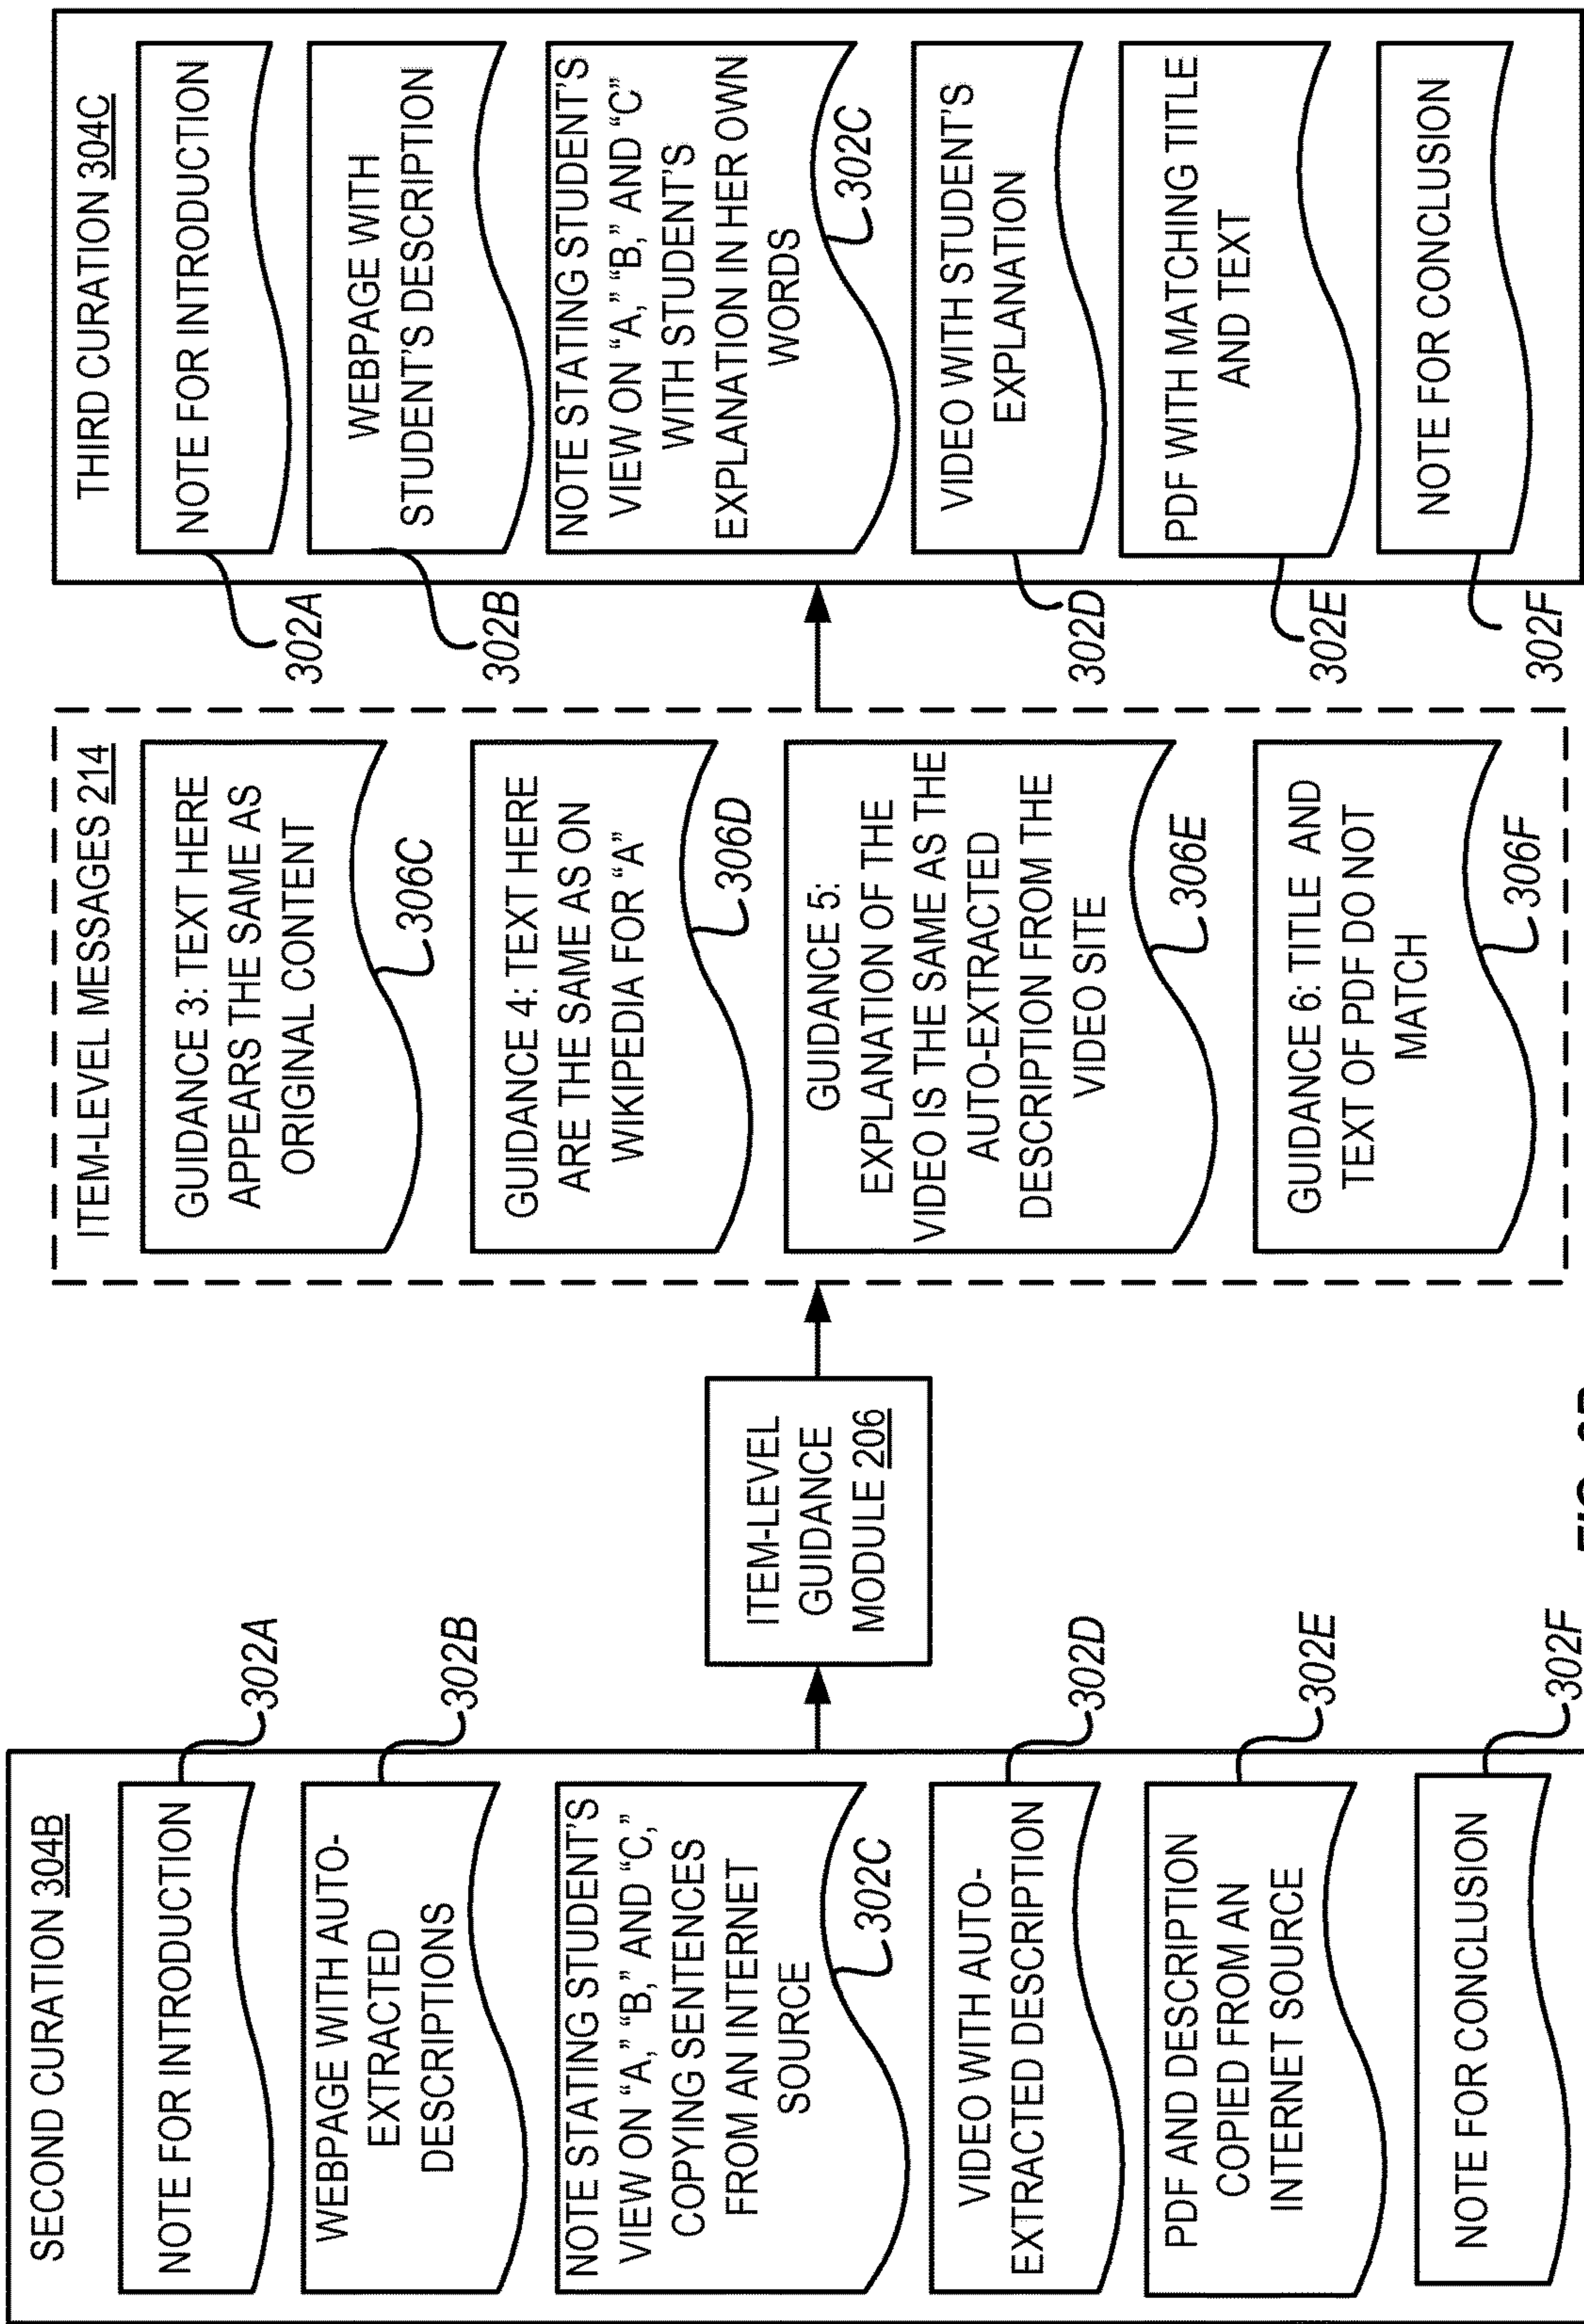 SECOND CURATION 304B
NOTE FOR INTRODUCTION
302A
WEBPAGE WITH AUTO-
EXTRACTED
DESCRIPTIONS
302B
NOTE STATING STUDENT'S
VIEW ON “A,” “B,” AND “C,”
COPYING SENTENCES
FROM AN INTERNET
SOURCE
302C
VIDEO WITH AUTO-
EXTRACTED DESCRIPTION
302D
PDF AND DESCRIPTION
COPIED FROM AN
INTERNET SOURCE
302E
NOTE FOR CONCLUSION
302F
ITEM-LEVEL
GUIDANCE
MODULE 206
ITEM-LEVEL MESSAGES 214
GUIDANCE 3: TEXT HERE
APPEARS THE SAME AS
ORIGINAL CONTENT
306C
GUIDANCE 4: TEXT HERE
ARE THE SAME AS ON
WIKIPEDIA FOR “A”
306D
GUIDANCE 5:
EXPLANATION OF THE
VIDEO IS THE SAME AS THE
AUTO-EXTRACTED
DESCRIPTION FROM THE
VIDEO SITE
306E
GUIDANCE 6: TITLE AND
TEXT OF PDF DO NOT
MATCH
306F
THIRD CURATION 304C
NOTE FOR INTRODUCTION
302A
WEBPAGE WITH
STUDENT'S DESCRIPTION
302B
NOTE STATING STUDENT'S
VIEW ON “A,” “B,” AND “C”
WITH STUDENT'S
EXPLANATION IN HER OWN
WORDS
302C
VIDEO WITH STUDENT'S
EXPLANATION
302D
PDF WITH MATCHING TITLE
AND TEXT
302E
NOTE FOR CONCLUSION
302F